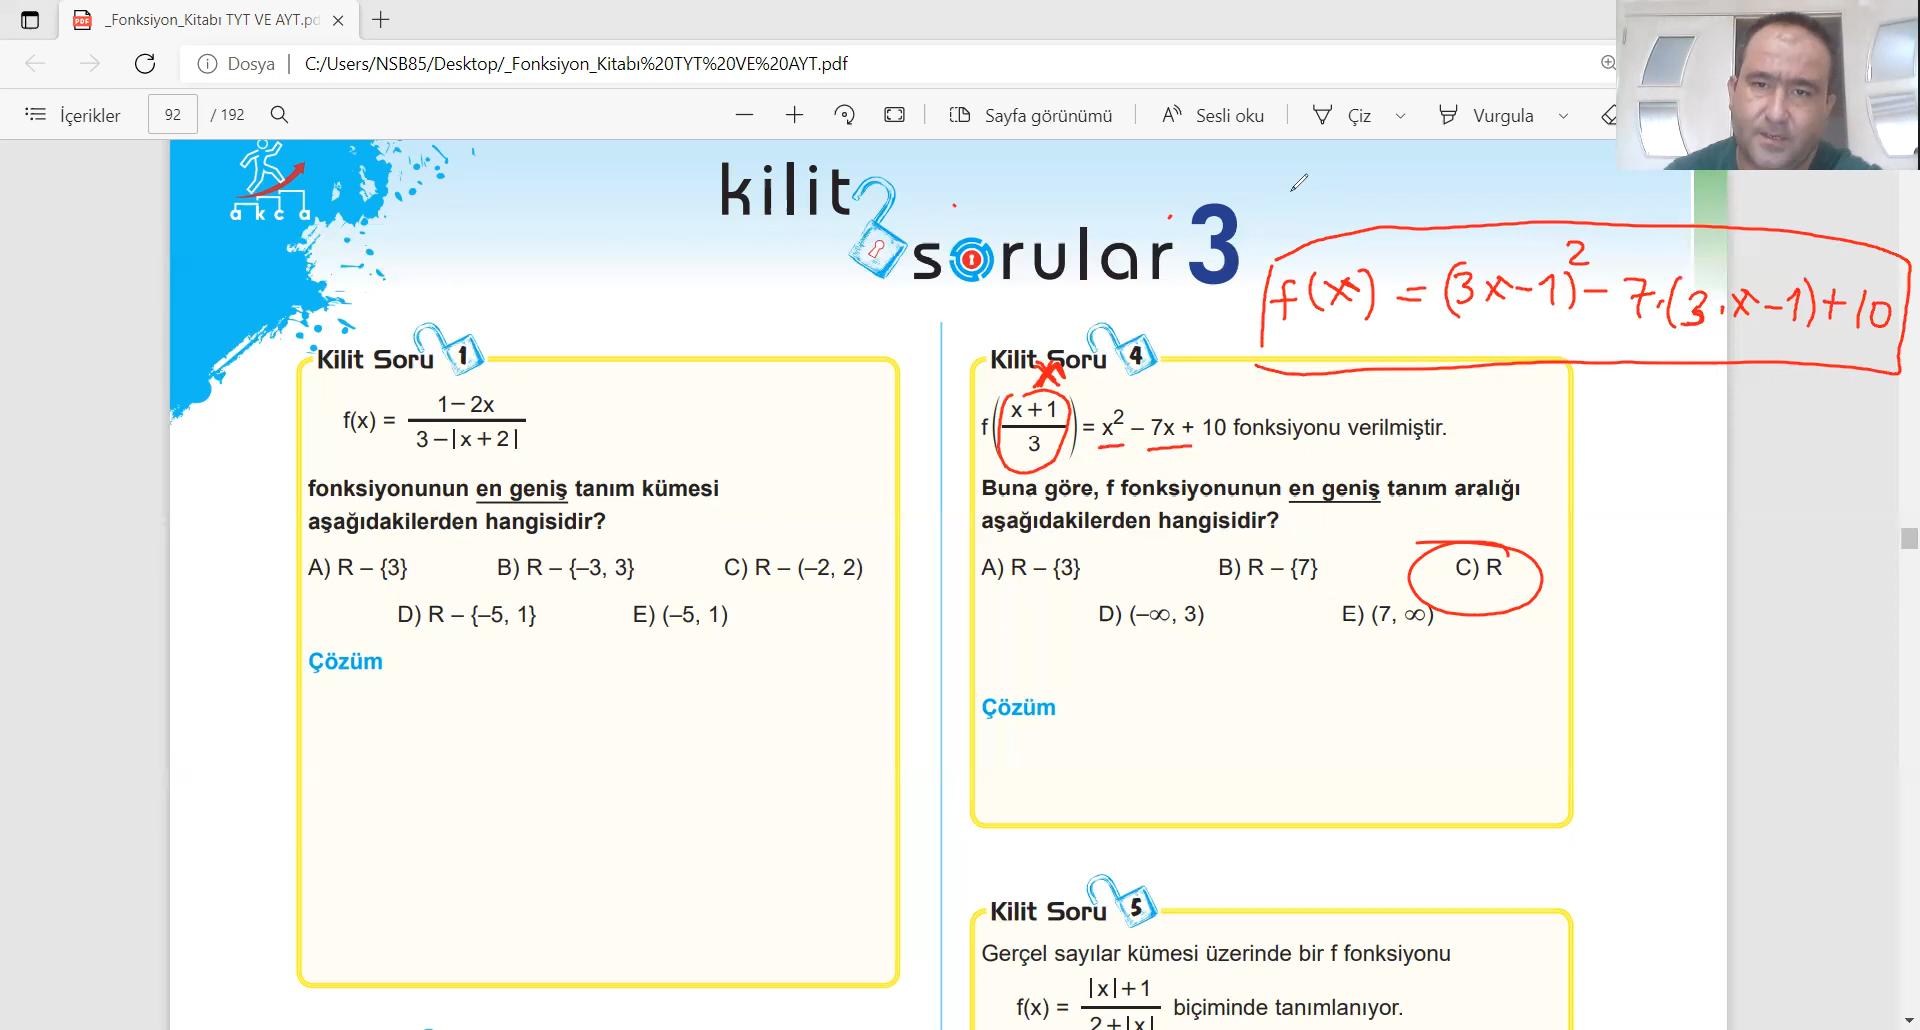 _Fonksiyon_Kitabı TYT VE AYT.pd
Dosya
C:/Users/NSB85/Desktop/_Fonksiyon_Kitabı%20TYT%20VE%20AYT.pdf
İçerikler
92 / 192
Sayfa görünümü
Sesli oku
Çiz
Vurgula
PDF
akca
kilit
sorular 3
f(x) = (3x-1)² - 7.(3.x-1)+10
Kilit Soru 1
f(x) = (1 – 2x) / (3 – |x + 2|)
fonksiyonunun en geniş tanım kümesi
aşağıdakilerden hangisidir?
A) R – {3} B) R – {–3, 3} C) R – (–2, 2)
D) R – {–5, 1} E) (–5, 1)
Çözüm
Kilit Soru 4
x
f((x + 1) / 3) = x² – 7x + 10 fonksiyonu verilmiştir.
Buna göre, f fonksiyonunun en geniş tanım aralığı
aşağıdakilerden hangisidir?
A) R – {3} B) R – {7} C) R
D) (–∞, 3) E) (7, ∞)
Çözüm
Kilit Soru 5
Gerçel sayılar kümesi üzerinde bir f fonksiyonu
f(x) = (|x| + 1) / (2 + |x|) biçiminde tanımlanıyor.